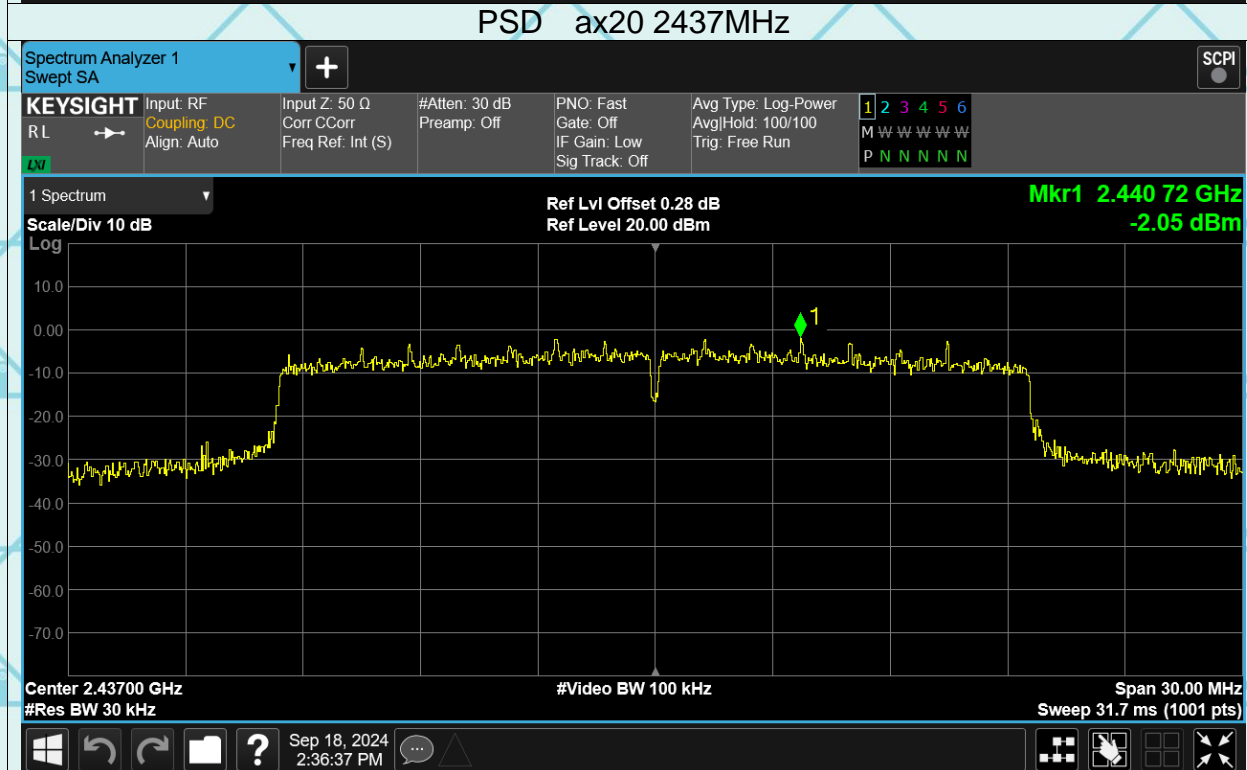 PSD ax20 2437MHz
Spectrum Analyzer 1
Swept SA
+
SCPI
KEYSIGHT
R L
LXI
Input: RF
Coupling: DC
Align: Auto
Input Z: 50 Ω
Corr CCorr
Freq Ref: Int (S)
#Atten: 30 dB
Preamp: Off
PNO: Fast
Gate: Off
IF Gain: Low
Sig Track: Off
Avg Type: Log-Power
Avg|Hold: 100/100
Trig: Free Run
1 2 3 4 5 6
M W W W W W
P N N N N N
1 Spectrum
Scale/Div 10 dB
Ref Lvl Offset 0.28 dB
Ref Level 20.00 dBm
Mkr1 2.440 72 GHz
-2.05 dBm
Log
10.0
0.00
-10.0
-20.0
-30.0
-40.0
-50.0
-60.0
-70.0
1
Center 2.43700 GHz
#Res BW 30 kHz
#Video BW 100 kHz
Span 30.00 MHz
Sweep 31.7 ms (1001 pts)
?
Sep 18, 2024
2:36:37 PM